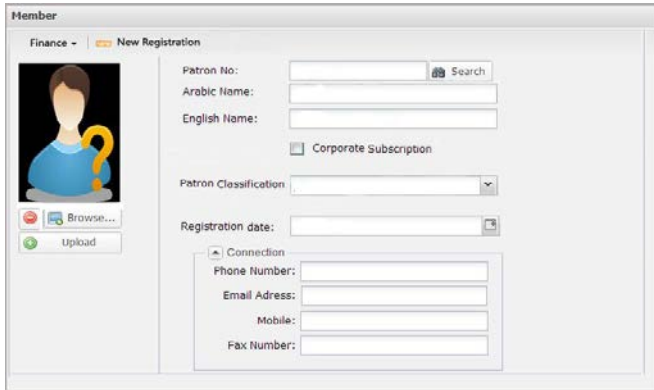 Member
Finance New Registration
Patron No: Search
Arabic Name:
English Name:
Corporate Subscription
Patron Classification
Browse...
Registration date:
Upload
Connection
Phone Number:
Email Adress:
Mobile:
Fax Number: